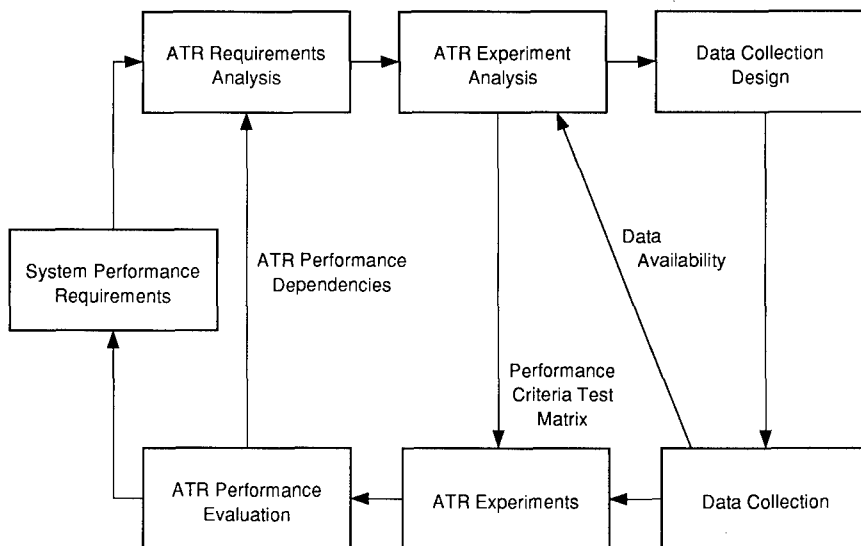 ATR Requirements
Analysis
ATR Experiment
Analysis
Data Collection
Design
System Performance
Requirements
ATR Performance
Dependencies
Data
Availability
Performance
Criteria Test
Matrix
ATR Performance
Evaluation
ATR Experiments
Data Collection